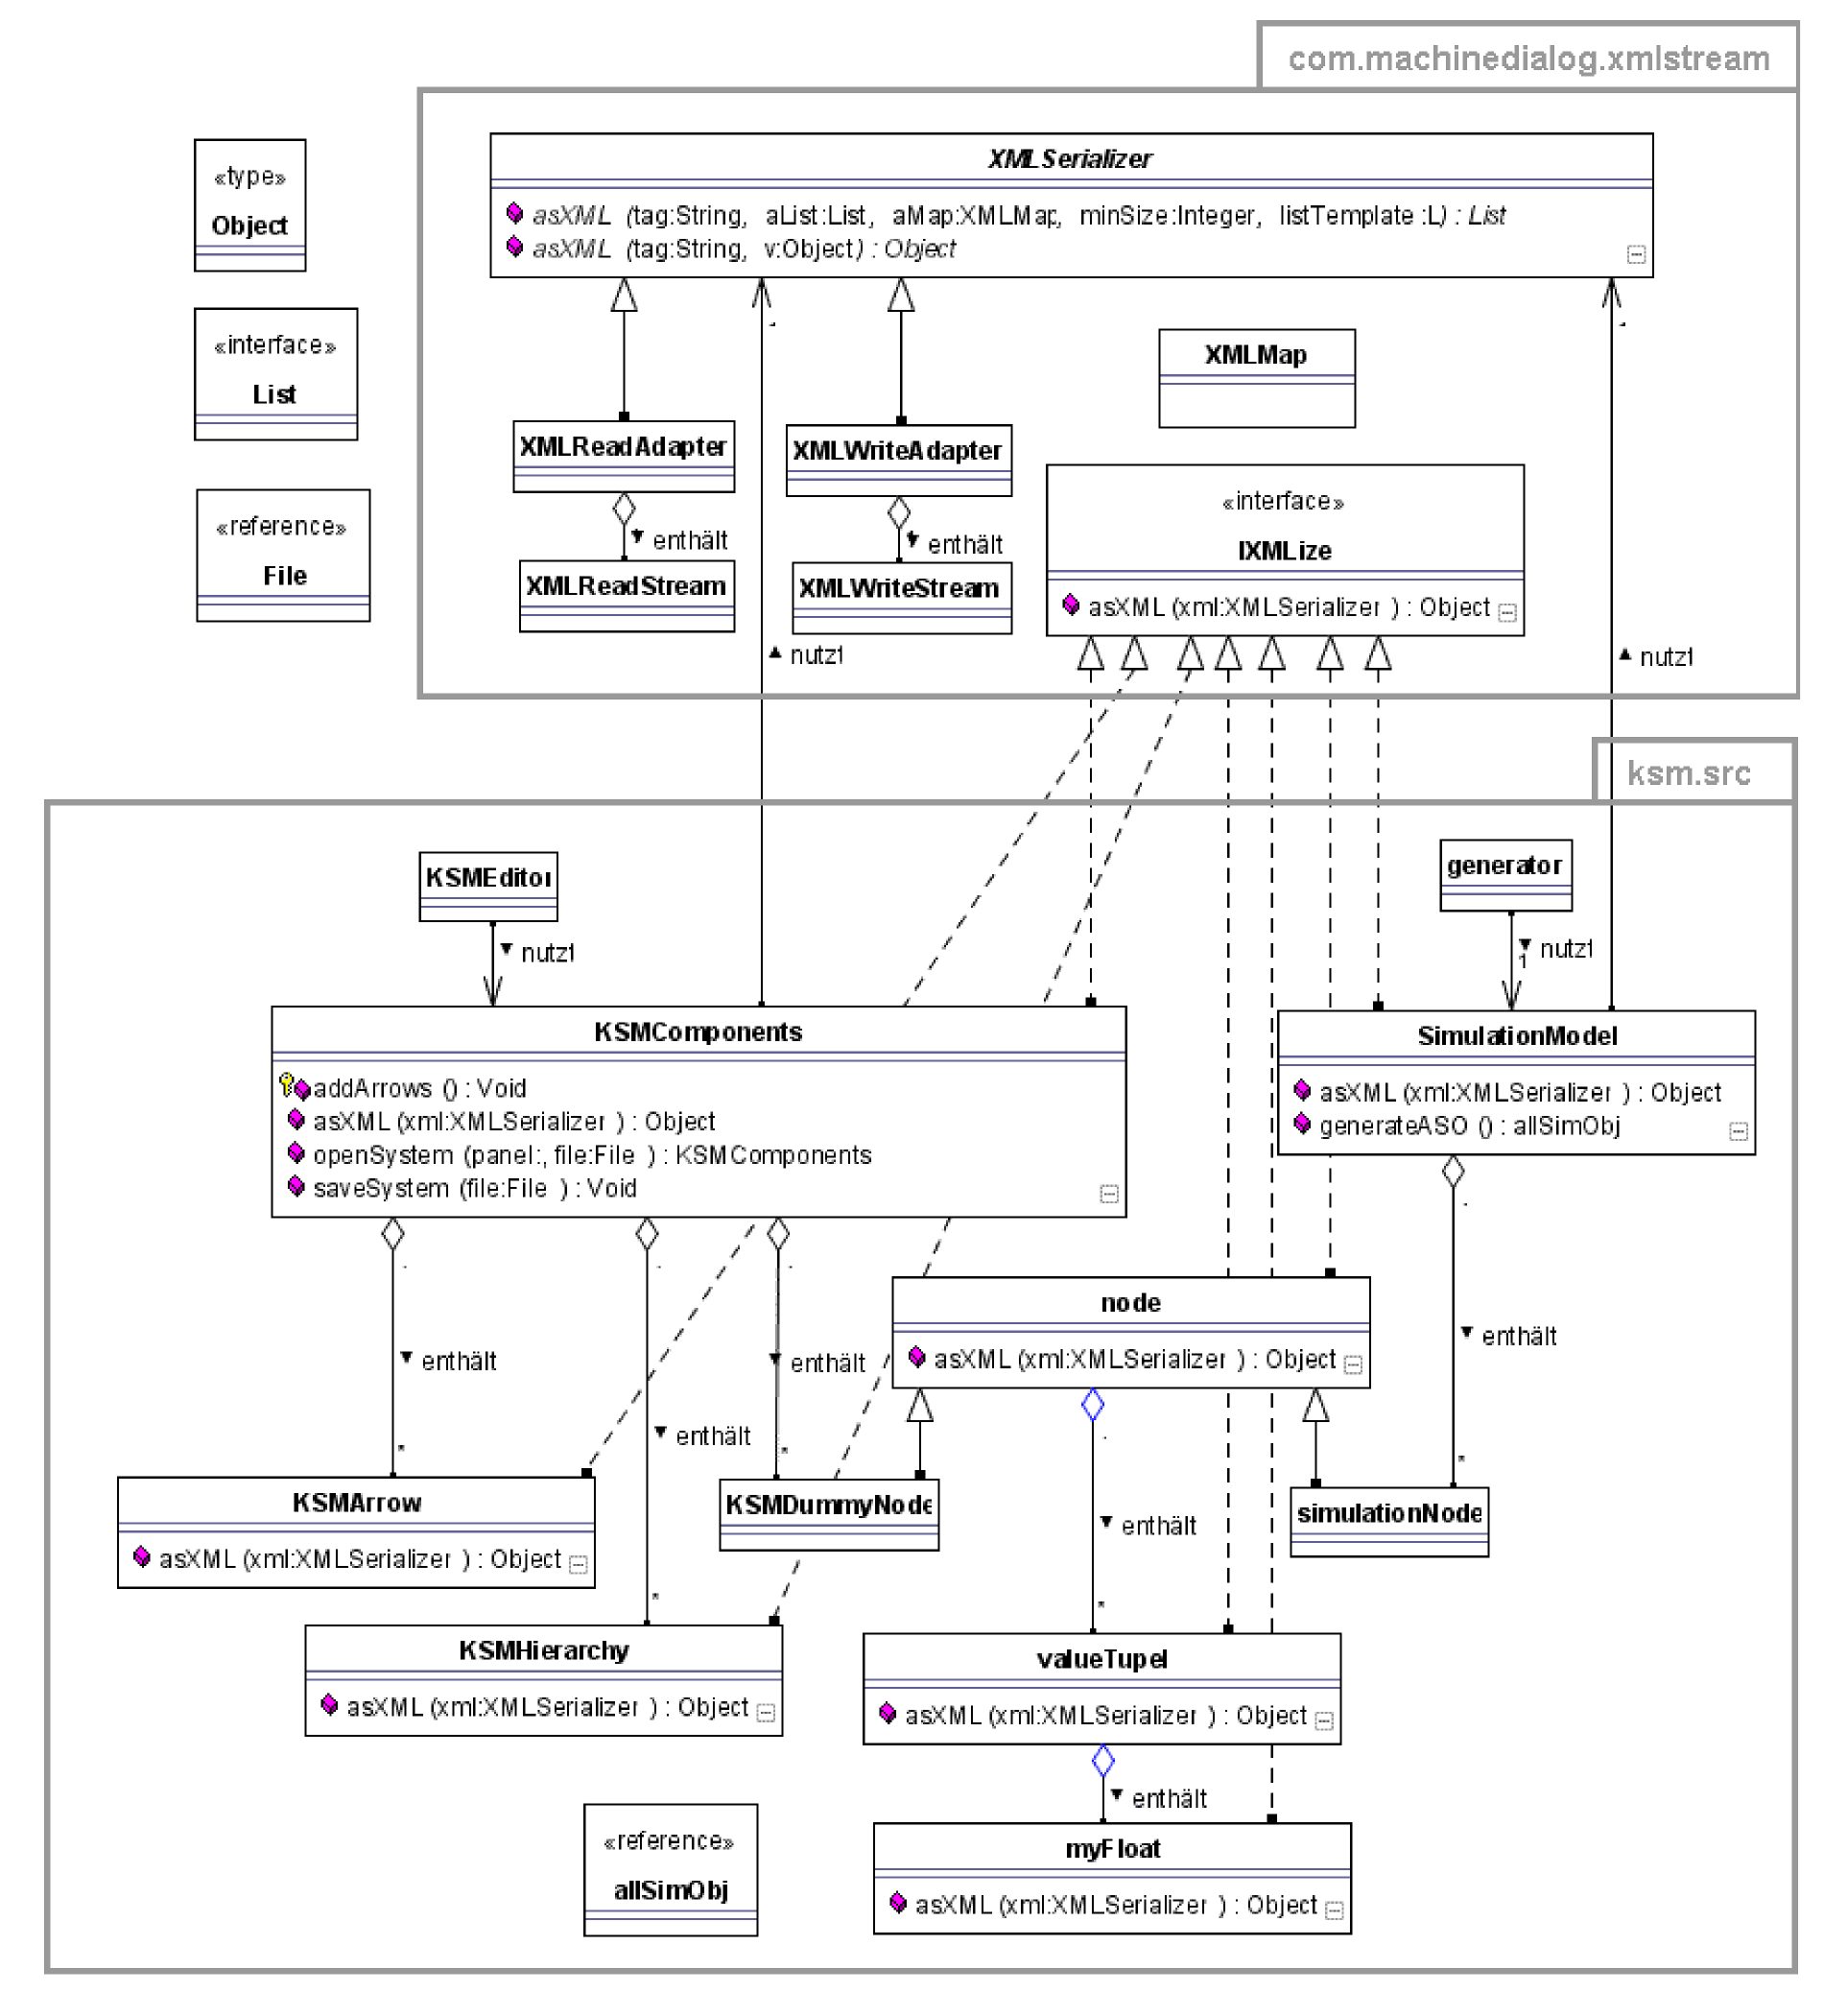 com.machinedialog.xmlstream
«type»
Object
«interface»
List
«reference»
File
XMLSerializer
asXML (tag:String, aList:List, aMap:XMLMap, minSize:Integer, listTemplate :L) : List
asXML (tag:String, v:Object) : Object
XMLMap
XMLReadAdapter
XMLWriteAdapter
enthält
enthält
XMLReadStream
XMLWriteStream
«interface»
IXMLize
asXML (xml:XMLSerializer ) : Object
nutzt
nutzt
ksm.src
KSMEditor
generator
nutzt
nutzt
1
KSMComponents
addArrows () : Void
asXML (xml:XMLSerializer ) : Object
openSystem (panel:, file:File ) : KSMComponents
saveSystem (file:File ) : Void
SimulationModel
asXML (xml:XMLSerializer ) : Object
generateASO () : allSimObj
node
asXML (xml:XMLSerializer ) : Object
enthält
enthält
enthält
enthält
*
*
*
KSMArrow
asXML (xml:XMLSerializer ) : Object
KSMDummyNode
simulationNode
enthält
*
*
KSMHierarchy
asXML (xml:XMLSerializer ) : Object
valueTupel
asXML (xml:XMLSerializer ) : Object
enthält
myFloat
asXML (xml:XMLSerializer ) : Object
«reference»
allSimObj